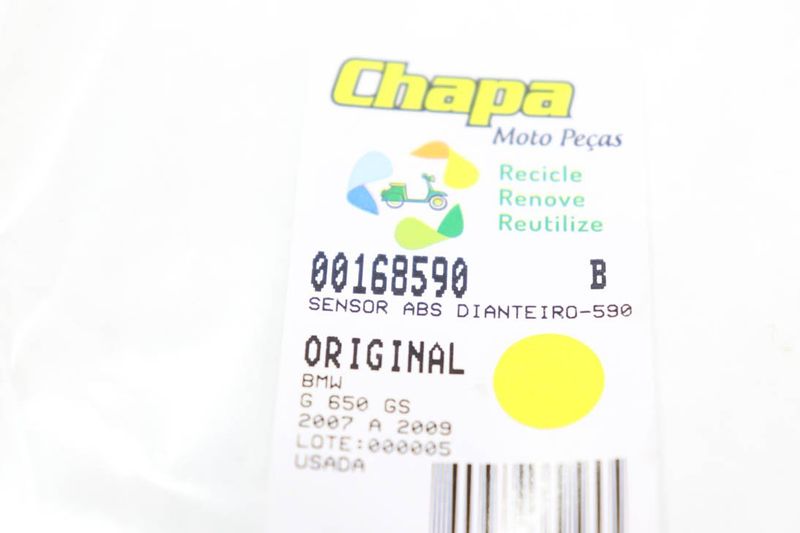 Chapa
Moto Peças
Recicle
Renove
Reutilize
00168590 B
SENSOR ABS DIANTEIRO-590
ORIGINAL
BMW
G 650 GS
2007 A 2009
LOTE:000005
USADA